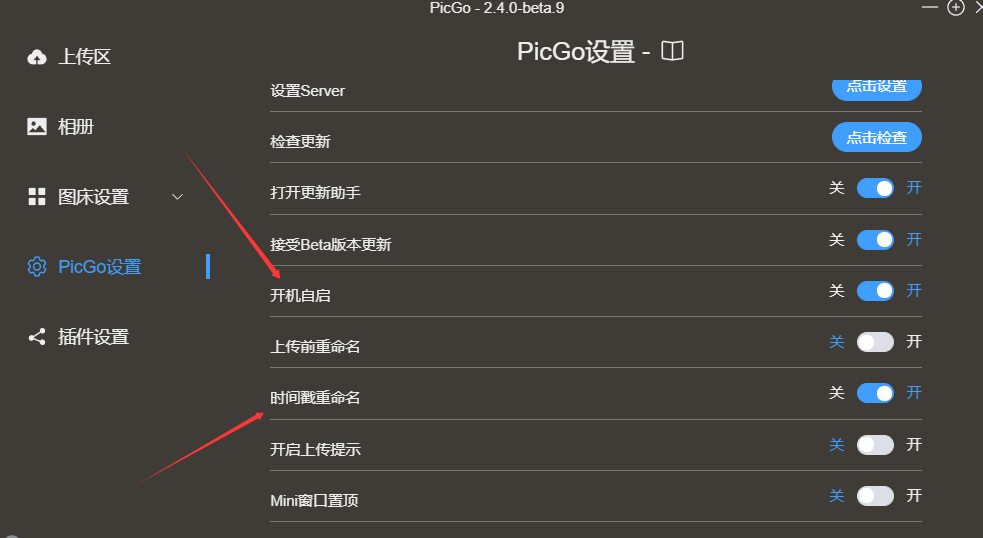 PicGo - 2.4.0-beta.9
上传区
相册
图床设置
PicGo设置
插件设置
PicGo设置 -
设置Server 点击设置
检查更新 点击检查
打开更新助手 关 开
接受Beta版本更新 关 开
开机自启 关 开
上传前重命名 关 开
时间戳重命名 关 开
开启上传提示 关 开
Mini窗口置顶 关 开